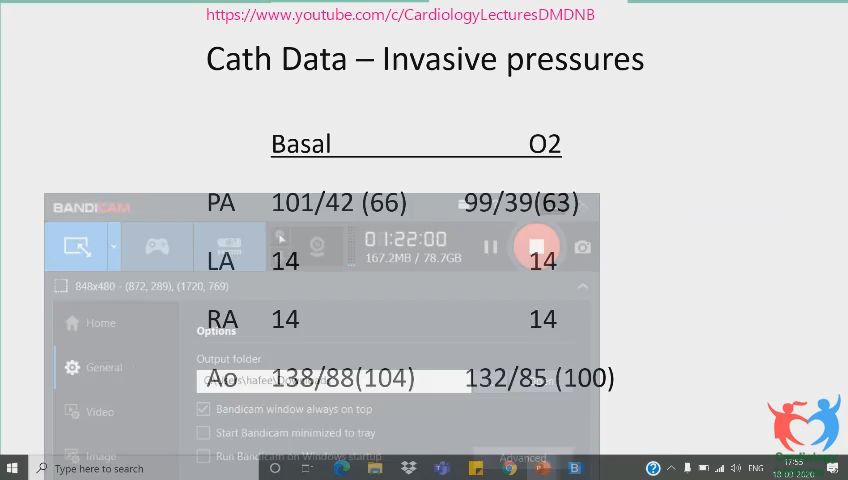 https://www.youtube.com/c/CardiologyLecturesDMDNB
Cath Data – Invasive pressures
Basal O2
PA 101/42 (66) 99/39(63)
BANDICAM
01:22:00
167.2MB / 78.7GB
LA 14 14
848x480 - (872, 289), (1720, 769)
RA 14 14
Home
Options
Output folder
General
Ao 138/88(104) 132/85 (100)
Video
Bandicam window always on top
Start Bandicam minimized to tray
Image
Run Bandicam on Windows startup
Advanced
Type here to search
ENG
17:55
18-09-2020